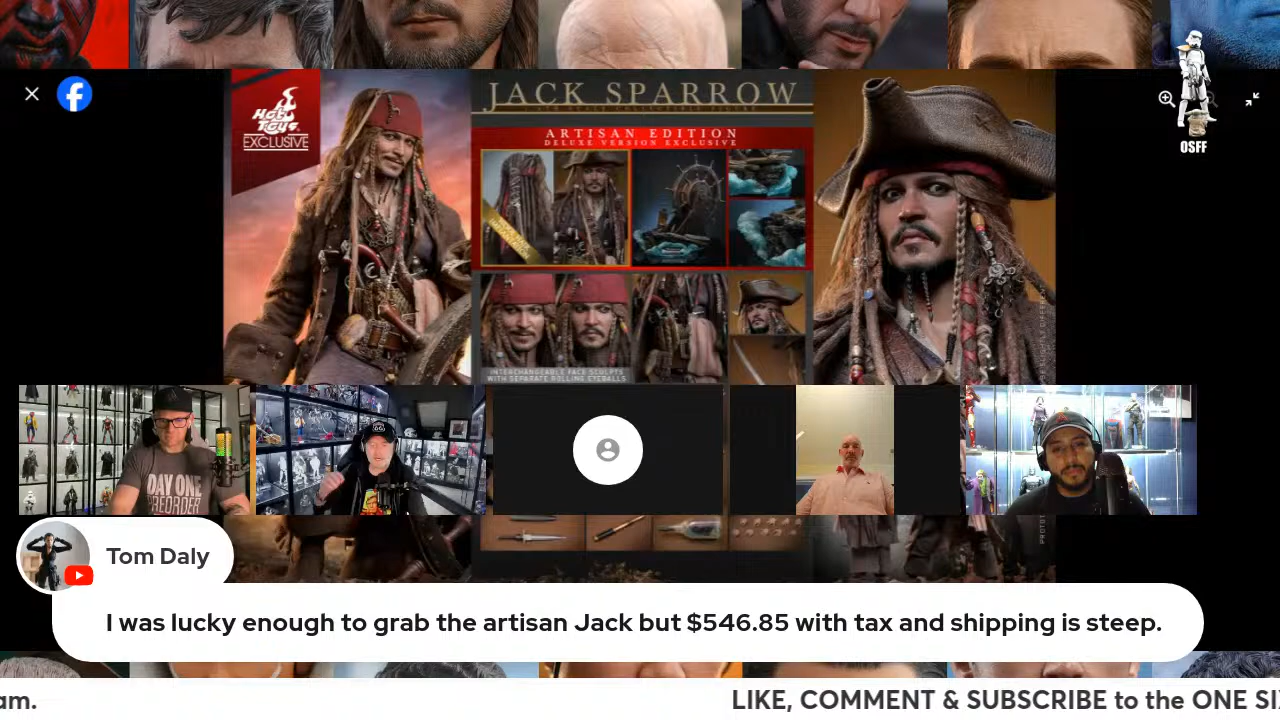 JACK SPARROW
HOT TOYS
EXCLUSIVE
ARTISAN EDITION
DELUXE VERSION EXCLUSIVE
INTERCHANGEABLE FACE SCULPTS
WITH SEPARATE ROLLING EYEBALLS
OSFF
DAY ONE
PREORDER
Tom Daly
I was lucky enough to grab the artisan Jack but $546.85 with tax and shipping is steep.
am.
LIKE, COMMENT & SUBSCRIBE to the ONE SI